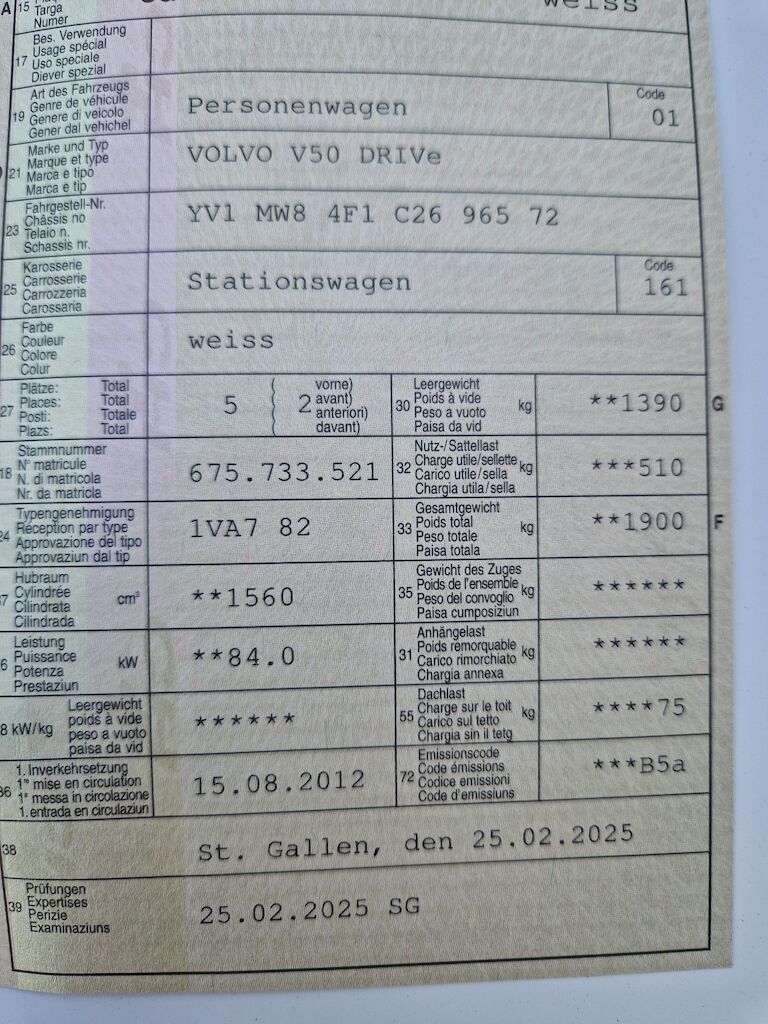 A 15 Targa weiss
Numer
17 Bes. Verwendung
Usage spécial
Uso speciale
Diever spezial
19 Art des Fahrzeugs
Genre de véhicule
Genere di veicolo
Gener dal vehichel
Personenwagen
Code
01
21 Marke und Typ
Marque et type
Marca e tipo
Marca e tip
VOLVO V50 DRIVe
23 Fahrgestell-Nr.
Châssis no
Telaio n.
Schassis nr.
YV1 MW8 4F1 C26 965 72
25 Karosserie
Carrosserie
Carrozzeria
Carossaria
Stationswagen
Code
161
26 Farbe
Couleur
Colore
Colur
weiss
27 Plätze: Total
Places: Total
Posti: Totale
Plazs: Total
5 ( 2 vorne)
avant)
anteriori)
davant)
30 Leergewicht
Poids à vide
Peso a vuoto
Paisa da vid
kg
**1390 G
18 Stammnummer
N° matricule
N. di matricola
Nr. da matricla
675.733.521
32 Nutz-/Sattellast
Charge utile/sellette
Carico utile/sella
Chargia utila/sella
kg
***510
24 Typengenehmigung
Réception par type
Approvazione del tipo
Approvaziun dal tip
1VA7 82
33 Gesamtgewicht
Poids total
Peso totale
Paisa totala
kg
**1900 F
37 Hubraum
Cylindrée
Cilindrata
Cilindrada
cm³
**1560
35 Gewicht des Zuges
Poids de l'ensemble
Peso del convoglio
Paisa cumposiziun
kg
******
6 Leistung
Puissance
Potenza
Prestaziun
kW
**84.0
31 Anhängelast
Poids remorquable
Carico rimorchiato
Chargia annexa
kg
******
8 kW/kg Leergewicht
poids à vide
peso a vuoto
paisa da vid
******
55 Dachlast
Charge sur le toit
Carico sul tetto
Chargia sin il tetg
kg
****75
36 1. Inverkehrsetzung
1re mise en circulation
1a messa in circolazione
1. entrada en circulaziun
15.08.2012
72 Emissionscode
Code émissions
Codice emissioni
Code d'emissiuns
***B5a
38 St. Gallen, den 25.02.2025
39 Prüfungen
Expertises
Perizie
Examinaziuns
25.02.2025 SG